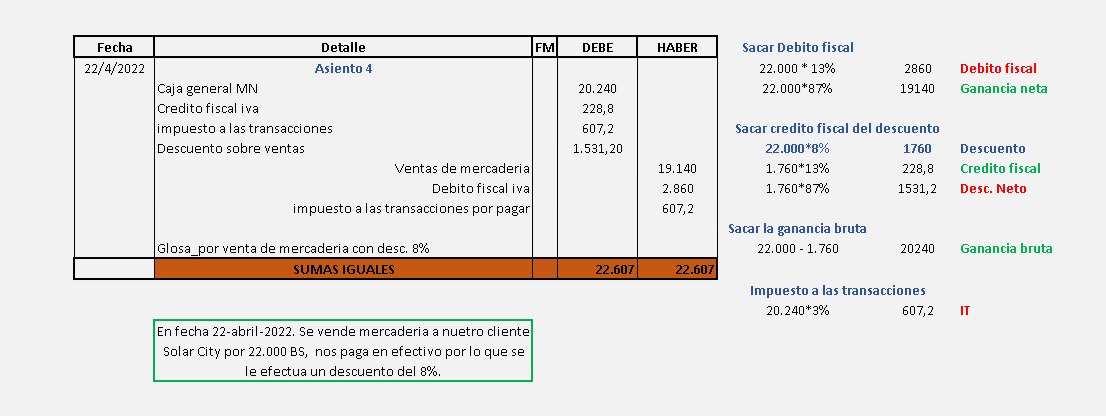 Fecha Detalle FM DEBE HABER
22/4/2022 Asiento 4
Caja general MN 20.240
Credito fiscal iva 228,8
impuesto a las transacciones 607,2
Descuento sobre ventas 1.531,20
Ventas de mercaderia 19.140
Debito fiscal iva 2.860
impuesto a las transacciones por pagar 607,2
Glosa_por venta de mercaderia con desc. 8%
SUMAS IGUALES 22.607 22.607
En fecha 22-abril-2022. Se vende mercaderia a nuetro cliente
Solar City por 22.000 BS, nos paga en efectivo por lo que se
le efectua un descuento del 8%.
Sacar Debito fiscal
22.000 * 13% 2860 Debito fiscal
22.000*87% 19140 Ganancia neta
Sacar credito fiscal del descuento
22.000*8% 1760 Descuento
1.760*13% 228,8 Credito fiscal
1.760*87% 1531,2 Desc. Neto
Sacar la ganancia bruta
22.000 - 1.760 20240 Ganancia bruta
Impuesto a las transacciones
20.240*3% 607,2 IT